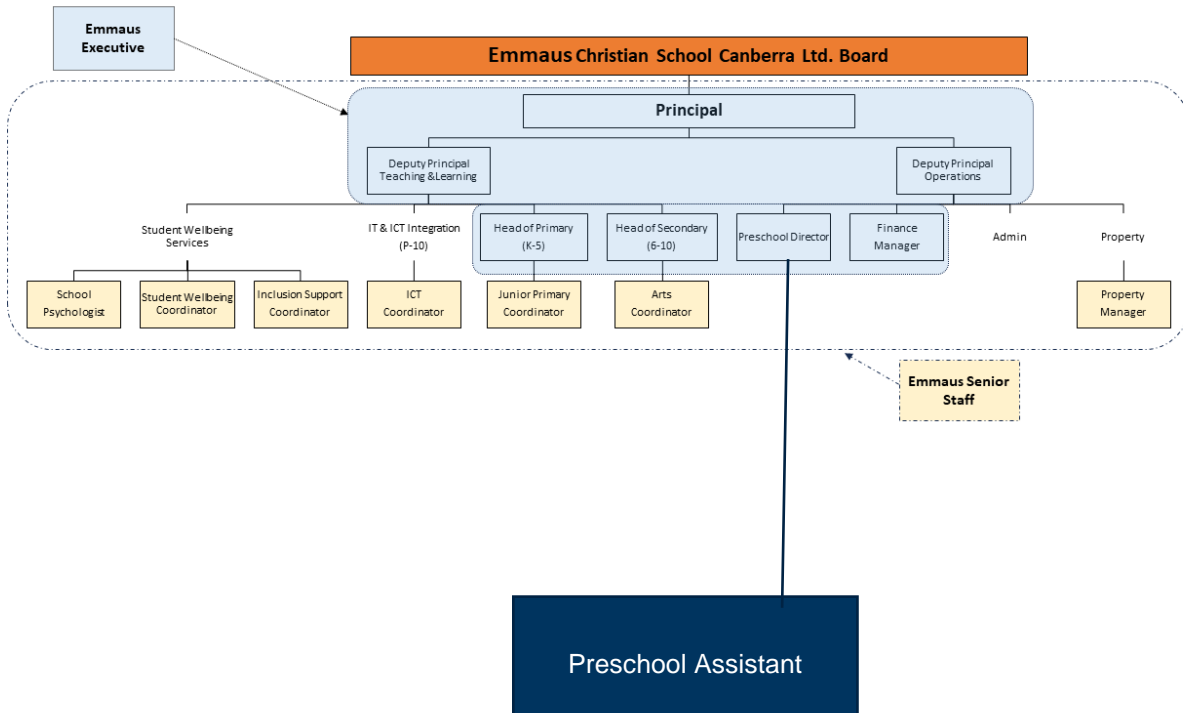 Emmaus
Executive
Emmaus Christian School Canberra Ltd. Board
Principal
Deputy Principal
Teaching &Learning
Deputy Principal
Operations
Student Wellbeing
Services
IT & ICT Integration
(P-10)
Head of Primary
(K-5)
Head of Secondary
(6-10)
Preschool Director
Finance
Manager
Admin
Property
School
Psychologist
Student Wellbeing
Coordinator
Inclusion Support
Coordinator
ICT
Coordinator
Junior Primary
Coordinator
Arts
Coordinator
Property
Manager
Emmaus Senior
Staff
Preschool Assistant